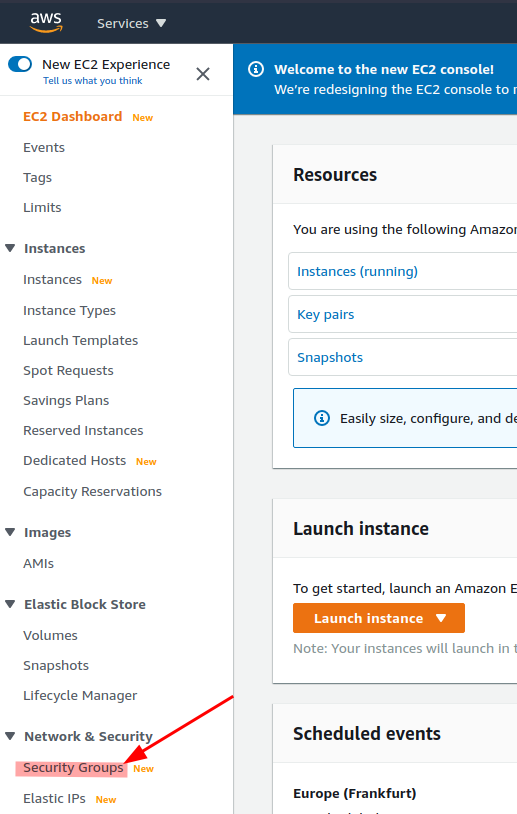 aws
Services
New EC2 Experience
Tell us what you think
EC2 Dashboard New
Events
Tags
Limits
Instances
Instances New
Instance Types
Launch Templates
Spot Requests
Savings Plans
Reserved Instances
Dedicated Hosts New
Capacity Reservations
Images
AMIs
Elastic Block Store
Volumes
Snapshots
Lifecycle Manager
Network & Security
Security Groups New
Elastic IPs New
Welcome to the new EC2 console!
We're redesigning the EC2 console to
Resources
You are using the following Amazon
Instances (running)
Key pairs
Snapshots
Easily size, configure, and de
Launch instance
To get started, launch an Amazon E
Launch instance
Note: Your instances will launch in t
Scheduled events
Europe (Frankfurt)